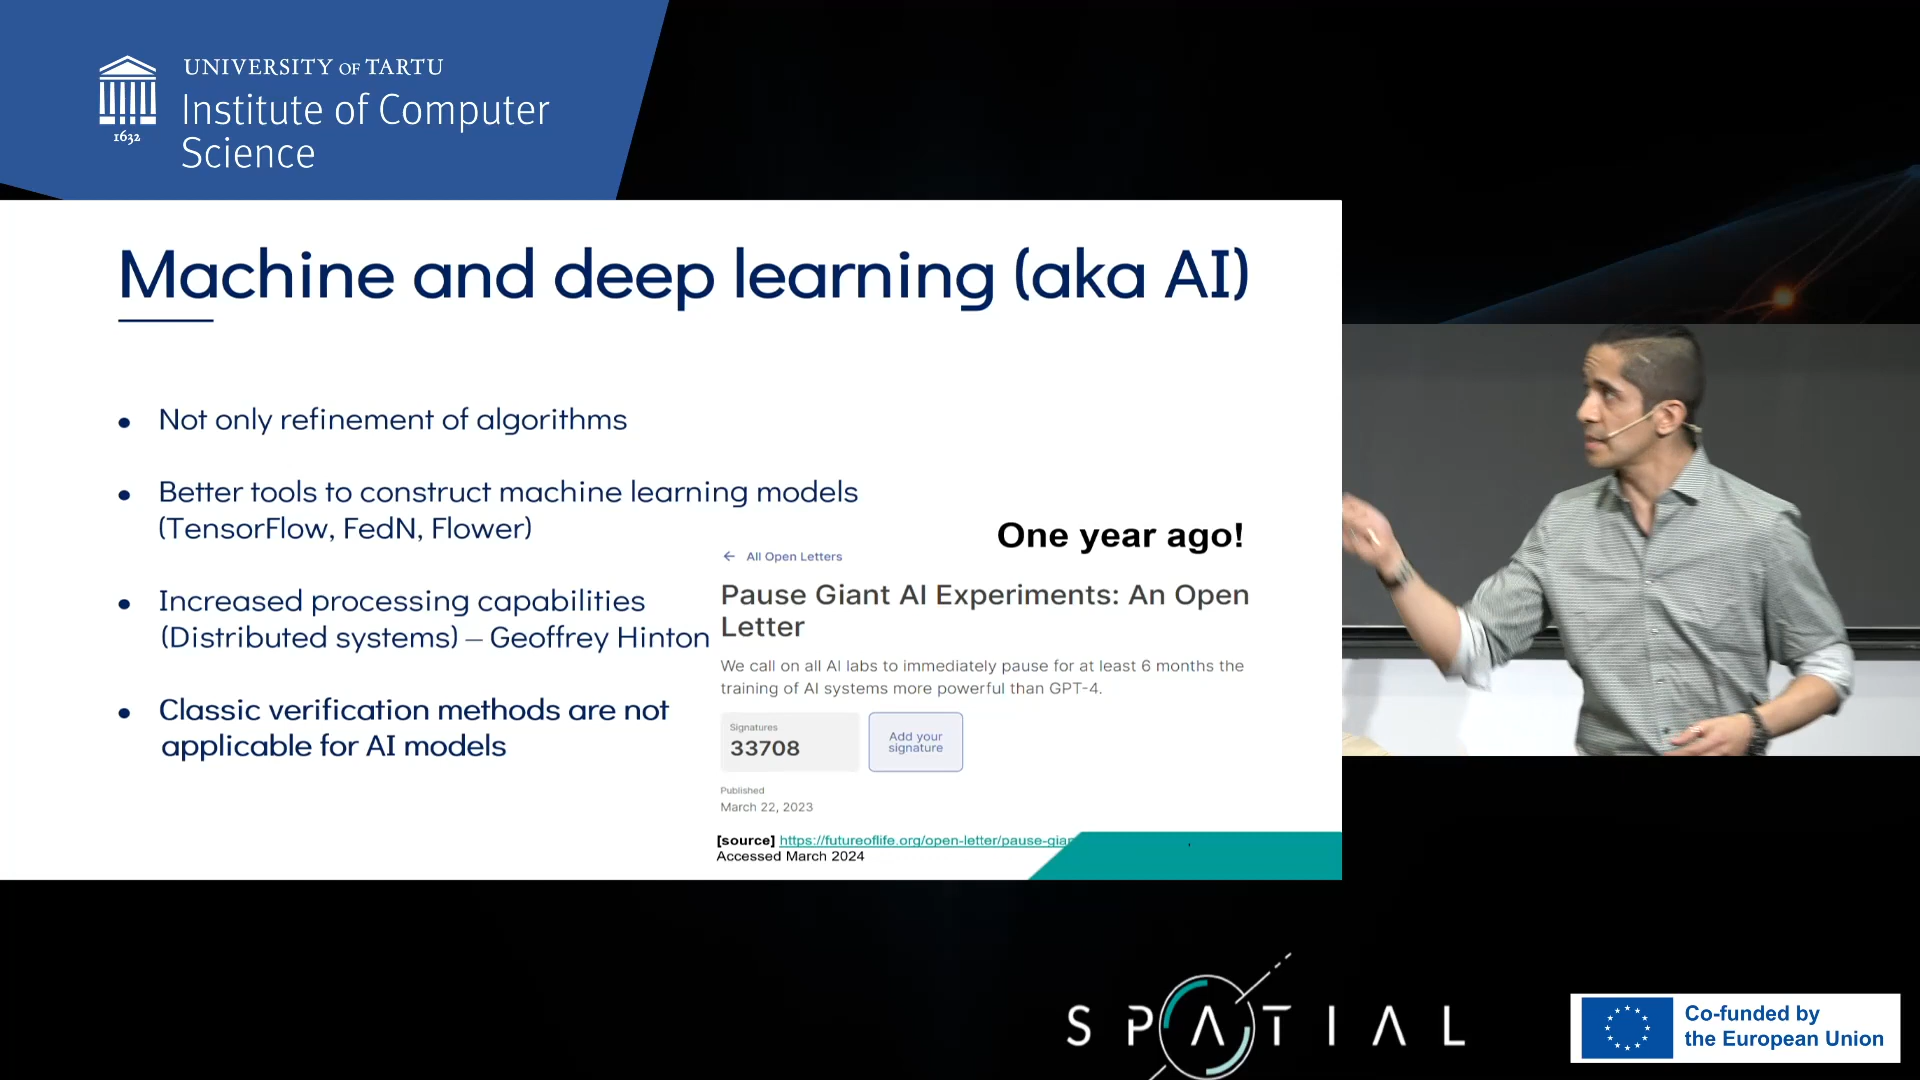 UNIVERSITY OF TARTU
Institute of Computer
Science
1632
Machine and deep learning (aka AI)
• Not only refinement of algorithms
• Better tools to construct machine learning models
(TensorFlow, FedN, Flower)
• Increased processing capabilities
(Distributed systems) – Geoffrey Hinton
• Classic verification methods are not
applicable for AI models
One year ago!
← All Open Letters
Pause Giant AI Experiments: An Open
Letter
We call on all AI labs to immediately pause for at least 6 months the
training of AI systems more powerful than GPT-4.
Signatures
33708
Add your
signature
Published
March 22, 2023
[source] https://futureoflife.org/open-letter/pause-gia
Accessed March 2024
SPATIAL
Co-funded by
the European Union